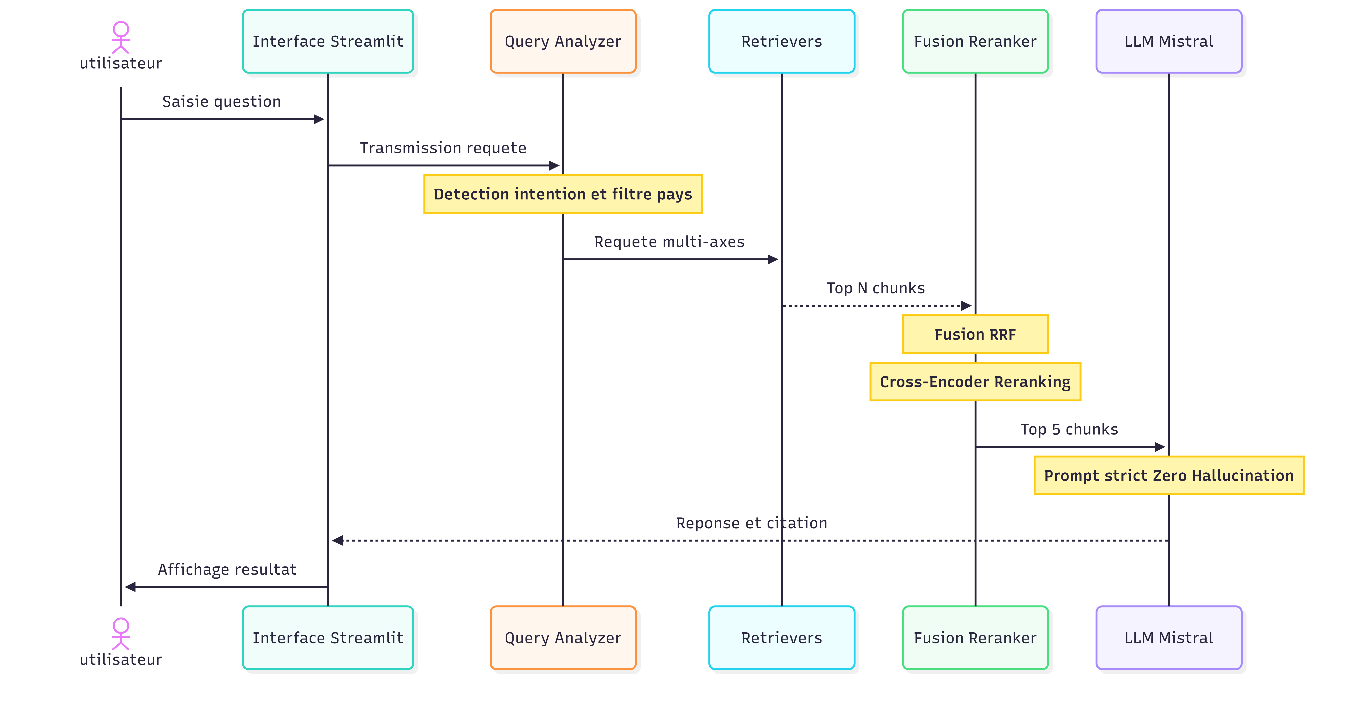 utilisateur
Interface Streamlit
Query Analyzer
Retrievers
Fusion Reranker
LLM Mistral
Saisie question
Transmission requete
Detection intention et filtre pays
Requete multi-axes
Top N chunks
Fusion RRF
Cross-Encoder Reranking
Top 5 chunks
Prompt strict Zero Hallucination
Reponse et citation
Affichage resultat
utilisateur
Interface Streamlit
Query Analyzer
Retrievers
Fusion Reranker
LLM Mistral